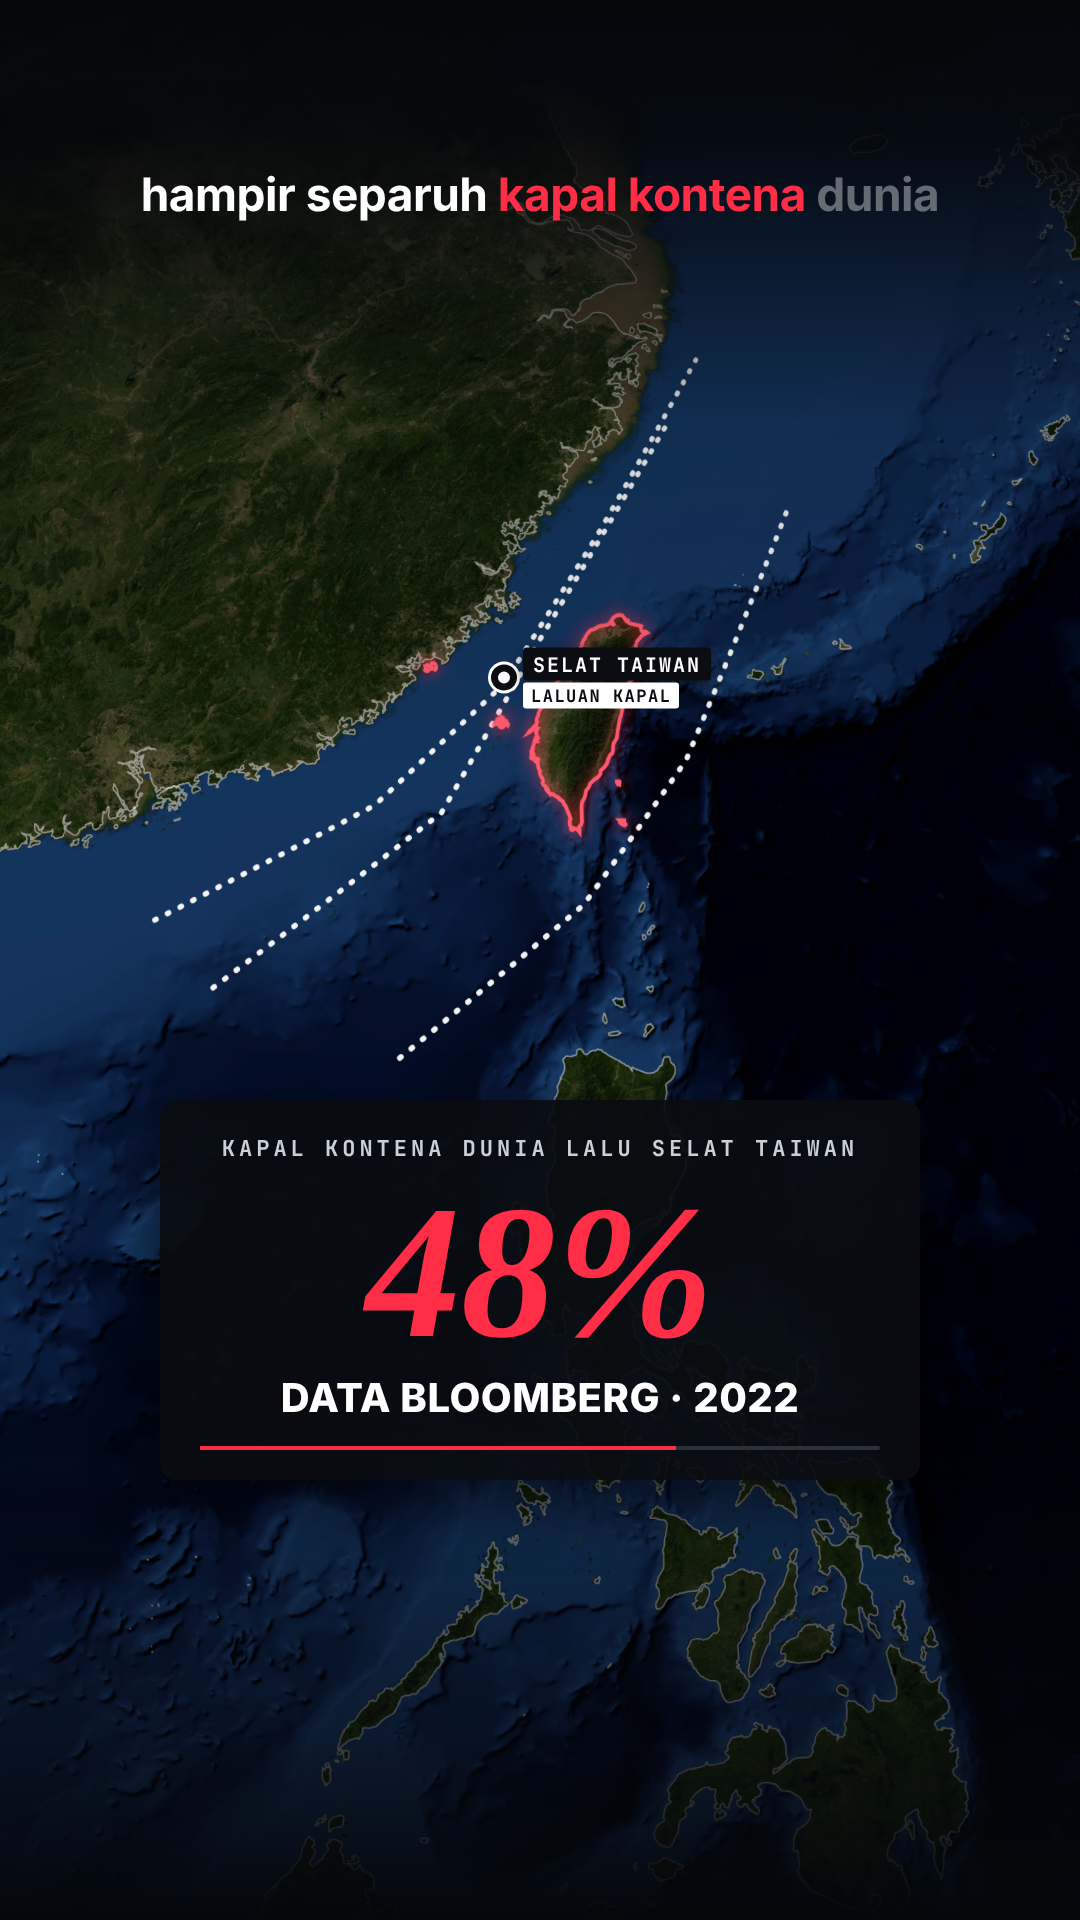 hampir separuh kapal kontena dunia
SELAT TAIWAN
LALUAN KAPAL
KAPAL KONTENA DUNIA LALU SELAT TAIWAN
48%
DATA BLOOMBERG · 2022